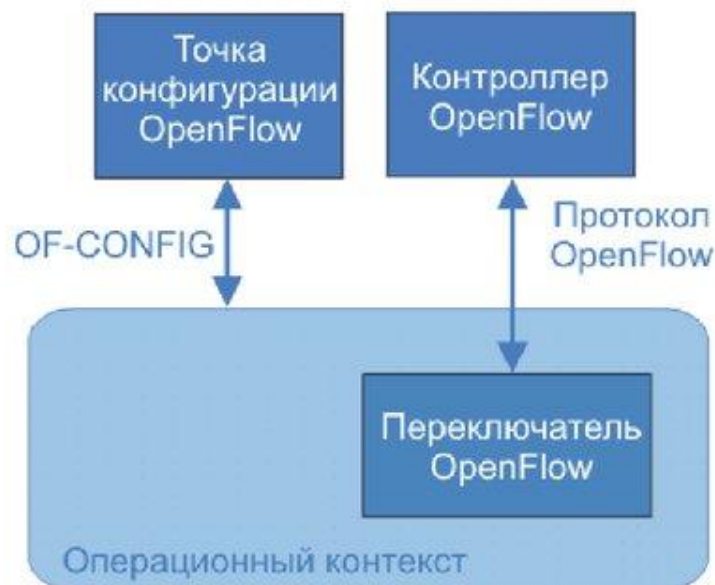 Точка
конфигурации
OpenFlow
Контроллер
OpenFlow
OF-CONFIG
Протокол
OpenFlow
Переключатель
OpenFlow
Операционный контекст